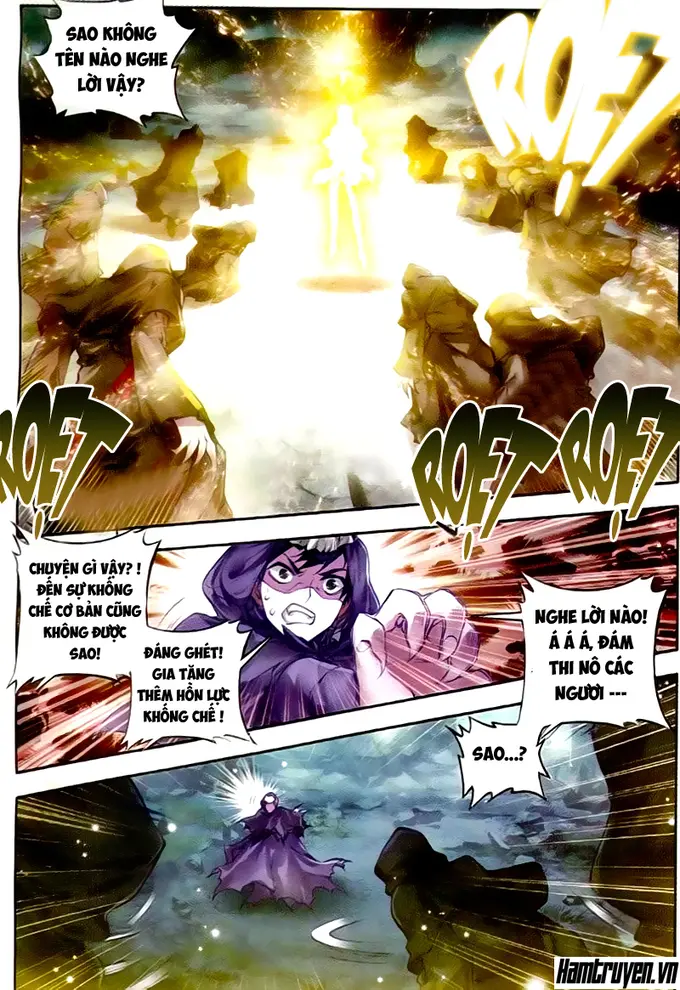 SAO KHÔNG
TÊN NÀO NGHE
LỜI VẬY?
ROẸT
ROẸT
ROẸT
ROẸT
ROẸT
CHUYỆN GÌ VẬY?!
ĐẾN SỰ KHỐNG
CHẾ CƠ BẢN CŨNG
KHÔNG ĐƯỢC
SAO!
ĐÁNG GHÉT!
GIA TĂNG
THÊM HỒN LỰC
KHỐNG CHẾ!
NGHE LỜI NÀO!
Á Á Á, ĐÁM
THI NÔ CÁC
NGƯƠI ---
SAO...?
Hamtruyen.vn